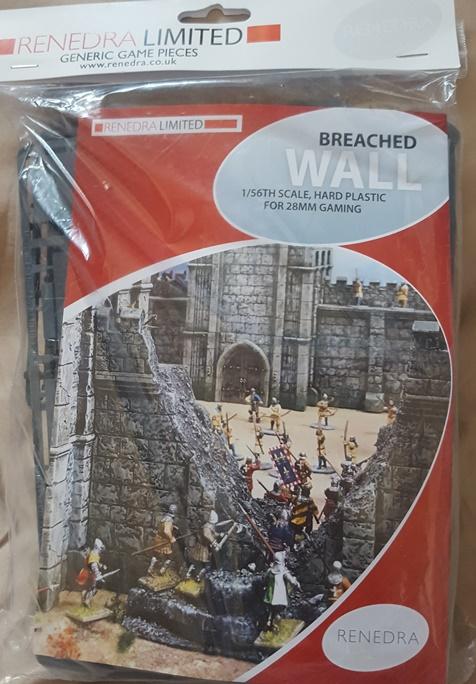 RENEDRA LIMITED
GENERIC GAME PIECES
www.renedra.co.uk
RENEDRA
RENEDRA LIMITED
BREACHED
WALL
1/56TH SCALE, HARD PLASTIC
FOR 28MM GAMING
RENEDRA